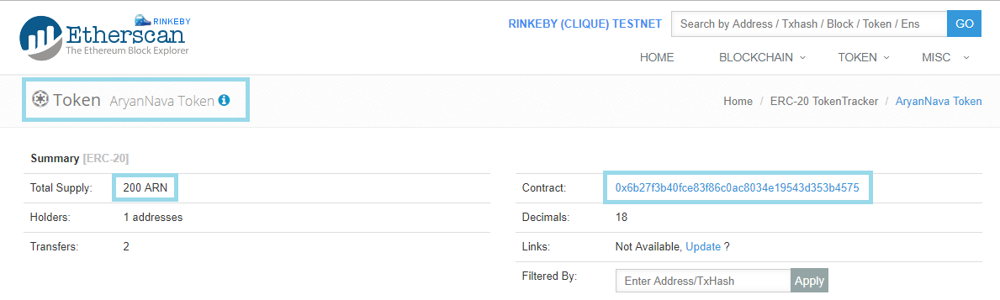 RINKEBY
Etherscan
The Ethereum Block Explorer
RINKEBY (CLIQUE) TESTNET
Search by Address / Txhash / Block / Token / Ens
GO
HOME BLOCKCHAIN TOKEN MISC
Token AryanNava Token
Home / ERC-20 TokenTracker / AryanNava Token
Summary [ERC-20]
Total Supply: 200 ARN
Holders: 1 addresses
Transfers: 2
Contract: 0x6b27f3b40fce83f86c0ac8034e19543d353b4575
Decimals: 18
Links: Not Available, Update ?
Filtered By: Enter Address/TxHash Apply